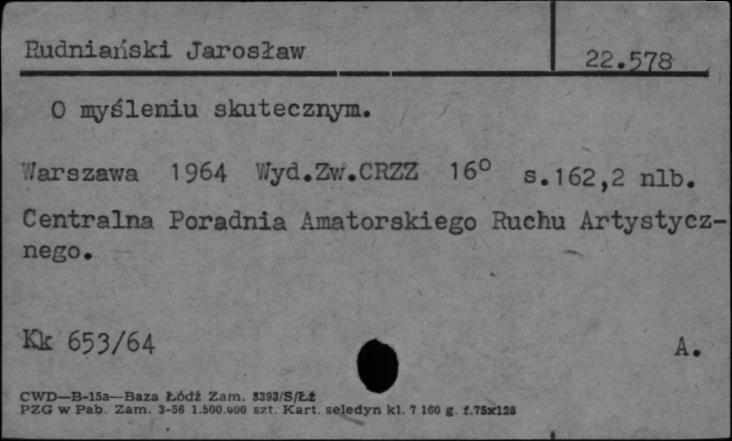 Rudniański Jarosław
22.578
O myśleniu skutecznym.
Warszawa 1964 Wyd.Zw.CRZZ 16° s.162,2 nlb.
Centralna Poradnia Amatorskiego Ruchu Artystycz-
nego.
Kk 653/64
A.
CWD—B-15a—Baza Łódź Zam. 3393/S/ŁŁ
PZG w Pab. Zam. 3-56 1.500.000 szt. Kart. seledyn kl. 7 160 g. f.75x128